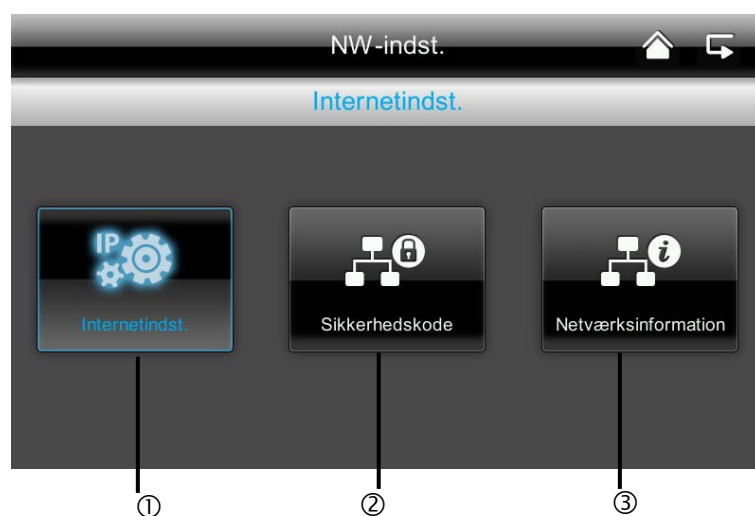 NW-indst.
Internetindst.
IP
Internetindst.
Sikkerhedskode
i
Netværksinformation
① ② ③